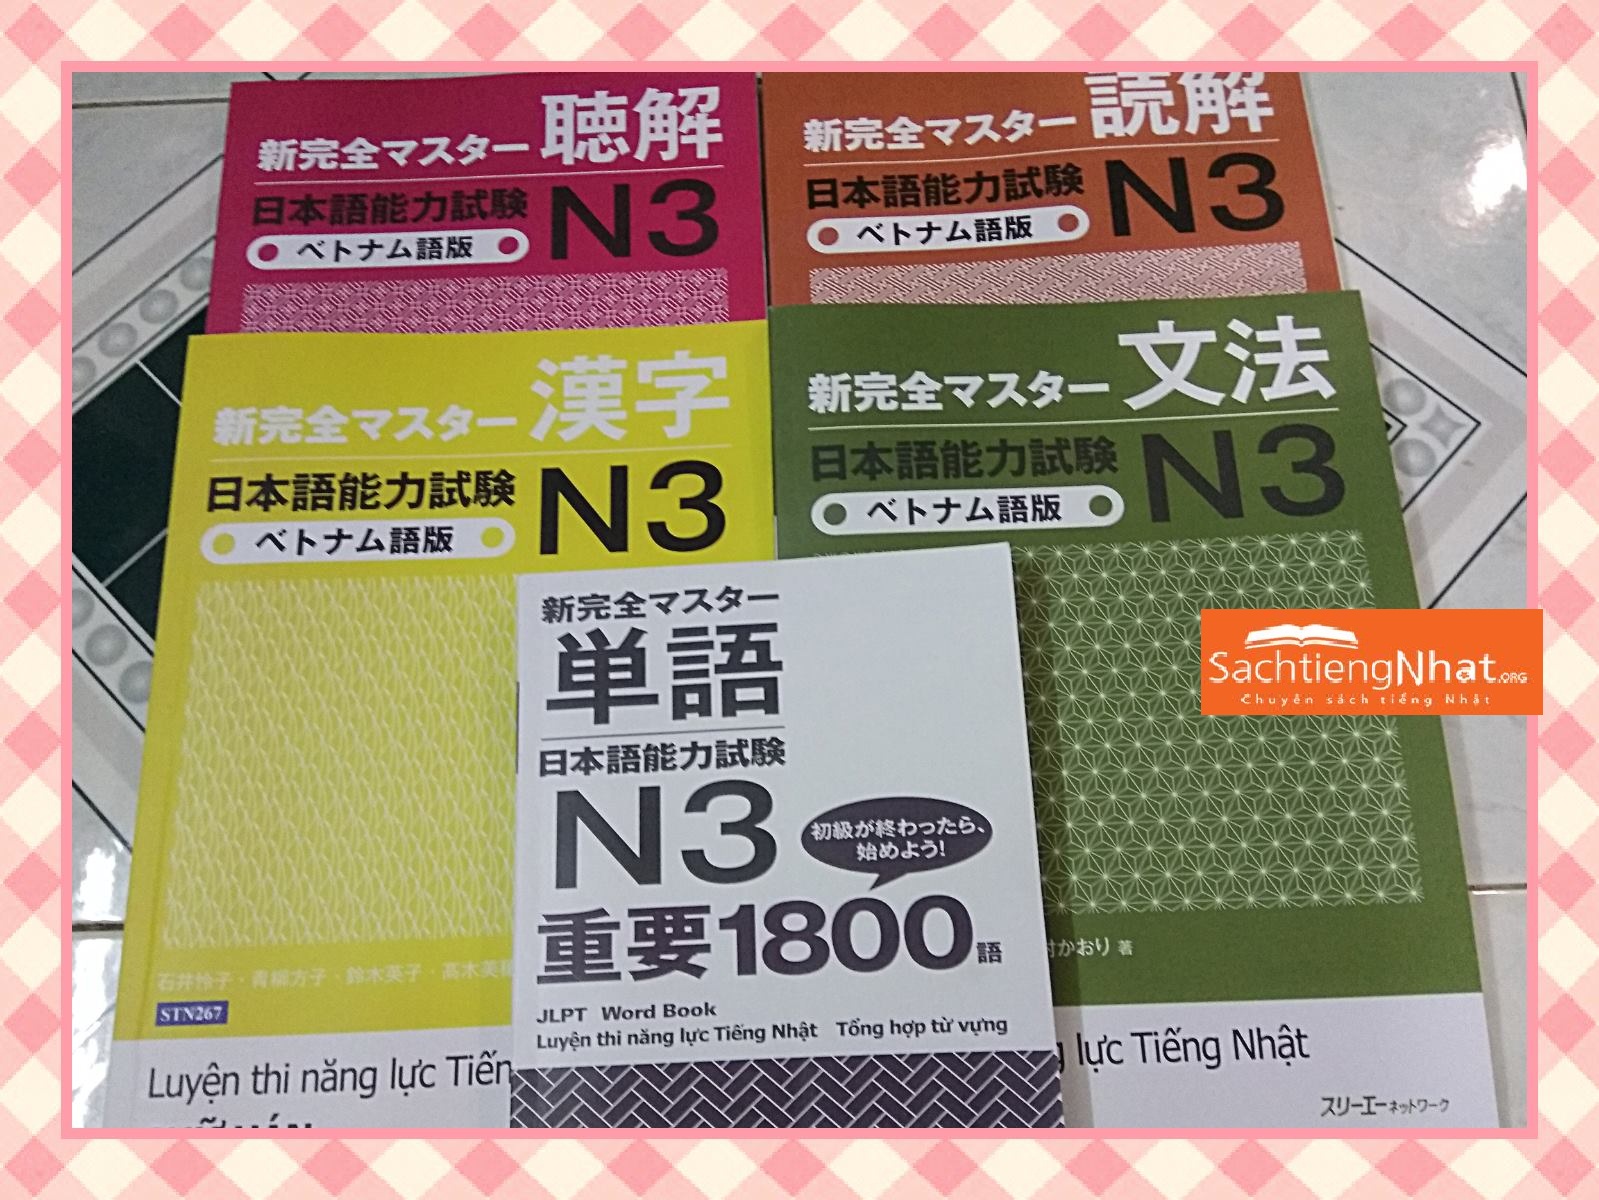 新完全マスター 聴解
日本語能力試験 N3
ベトナム語版
新完全マスター 読解
日本語能力試験 N3
ベトナム語版
新完全マスター 漢字
日本語能力試験 N3
ベトナム語版
石井怜子・青柳方子・鈴木英子・髙木美穂
STN267
Luyện thi năng lực Tiến
新完全マスター 文法
日本語能力試験 N3
ベトナム語版
村かおり 著
lực Tiếng Nhật
スリーエーネットワーク
新完全マスター
単語
日本語能力試験
N3
初級が終わったら、
始めよう!
重要1800語
JLPT Word Book
Luyện thi năng lực Tiếng Nhật Tổng hợp từ vựng
SachtiengNhat.ORG
Chuyên sách tiếng Nhật